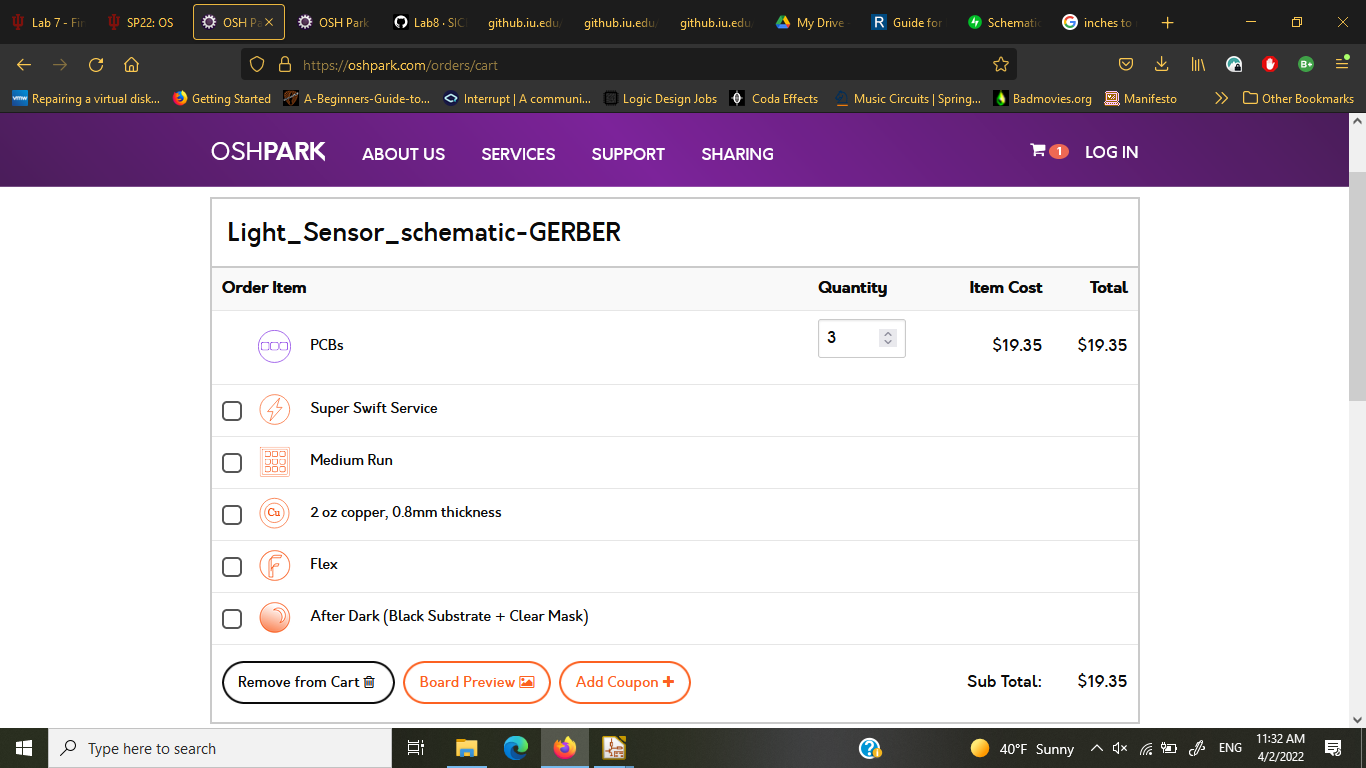 Lab 7 - Fin
SP22: OS
OSH Pa
OSH Park
Lab8 · SIC
github.iu.edu
github.iu.edu
github.iu.edu
My Drive -
R Guide for
Schematic
G inches to
https://oshpark.com/orders/cart
B+
vmw Repairing a virtual disk...
Getting Started
A-Beginners-Guide-to...
Interrupt | A communi...
Logic Design Jobs
Coda Effects
Music Circuits | Spring...
Badmovies.org
Manifesto
Other Bookmarks
OSHPARK
ABOUT US
SERVICES
SUPPORT
SHARING
1
LOG IN
Light_Sensor_schematic-GERBER
Order Item Quantity Item Cost Total
PCBs 3 $19.35 $19.35
Super Swift Service
Medium Run
Cu 2 oz copper, 0.8mm thickness
Flex
After Dark (Black Substrate + Clear Mask)
Remove from Cart
Board Preview
Add Coupon
Sub Total: $19.35
Type here to search
40°F Sunny
ENG
11:32 AM
4/2/2022